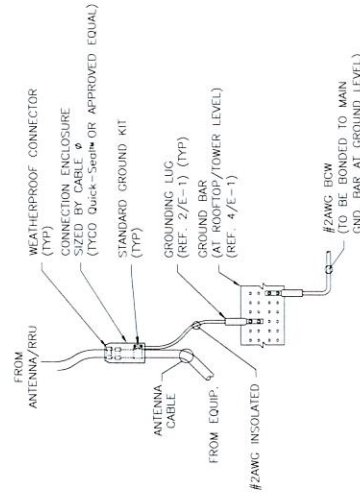 FROM
ANTENNA/RRU
WEATHERPROOF CONNECTOR
(TYP)
CONNECTION ENCLOSURE
SIZED BY CABLE ø
(TYCO Quick-Seal™ OR APPROVED EQUAL)
STANDARD GROUND KIT
(TYP)
ANTENNA
CABLE
FROM EQUIP.
#2AWG INSOLATED
GROUNDING LUG
(REF. 2/E-1) (TYP)
GROUND BAR
(AT ROOFTOP/TOWER LEVEL)
(REF. 4/E-1)
#2AWG BCW
(TO BE BONDED TO MAIN
GND BAR AT GROUND LEVEL)